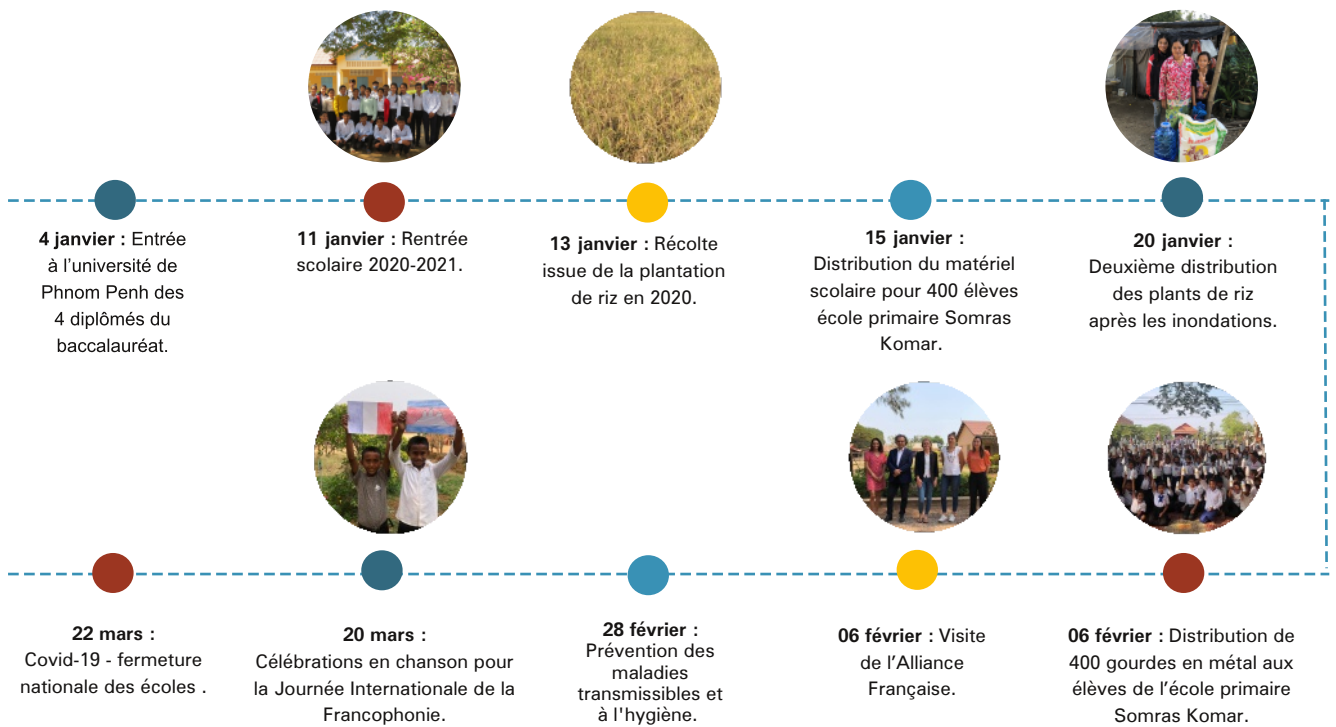 4 janvier : Entrée
à l'université de
Phnom Penh des
4 diplômés du
baccalauréat.
11 janvier : Rentrée
scolaire 2020-2021.
13 janvier : Récolte
issue de la plantation
de riz en 2020.
15 janvier :
Distribution du matériel
scolaire pour 400 élèves
école primaire Somras
Komar.
20 janvier :
Deuxième distribution
des plants de riz
après les inondations.
22 mars :
Covid-19 - fermeture
nationale des écoles .
20 mars :
Célébrations en chanson pour
la Journée Internationale de la
Francophonie.
28 février :
Prévention des
maladies
transmissibles et
à l'hygiène.
06 février : Visite
de l'Alliance
Française.
06 février : Distribution de
400 gourdes en métal aux
élèves de l'école primaire
Somras Komar.